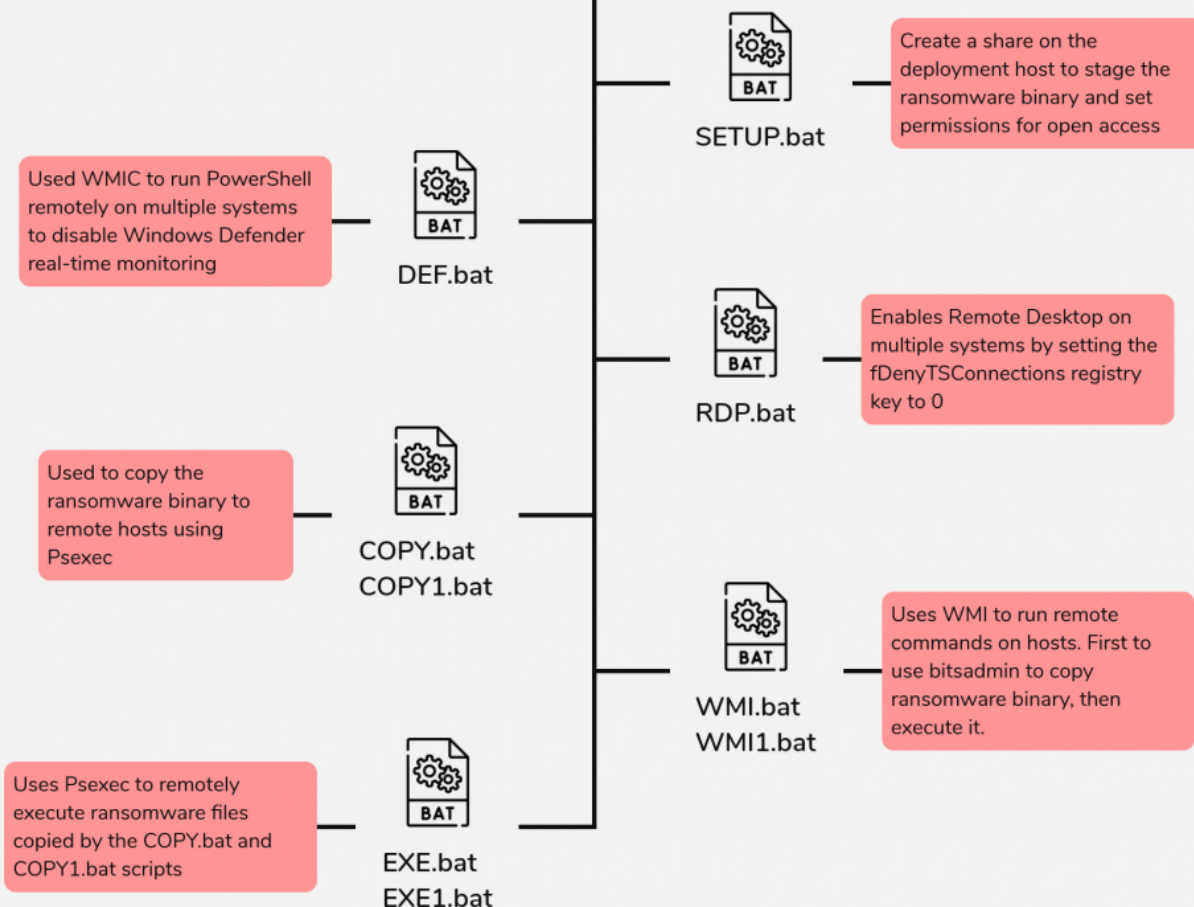 BAT
SETUP.bat
Create a share on the
deployment host to stage the
ransomware binary and set
permissions for open access
Used WMIC to run PowerShell
remotely on multiple systems
to disable Windows Defender
real-time monitoring
BAT
DEF.bat
BAT
RDP.bat
Enables Remote Desktop on
multiple systems by setting the
fDenyTSConnections registry
key to 0
Used to copy the
ransomware binary to
remote hosts using
Psexec
BAT
COPY.bat
COPY1.bat
BAT
WMI.bat
WMI1.bat
Uses WMI to run remote
commands on hosts. First to
use bitsadmin to copy
ransomware binary, then
execute it.
Uses Psexec to remotely
execute ransomware files
copied by the COPY.bat and
COPY1.bat scripts
BAT
EXE.bat
EXE1.bat